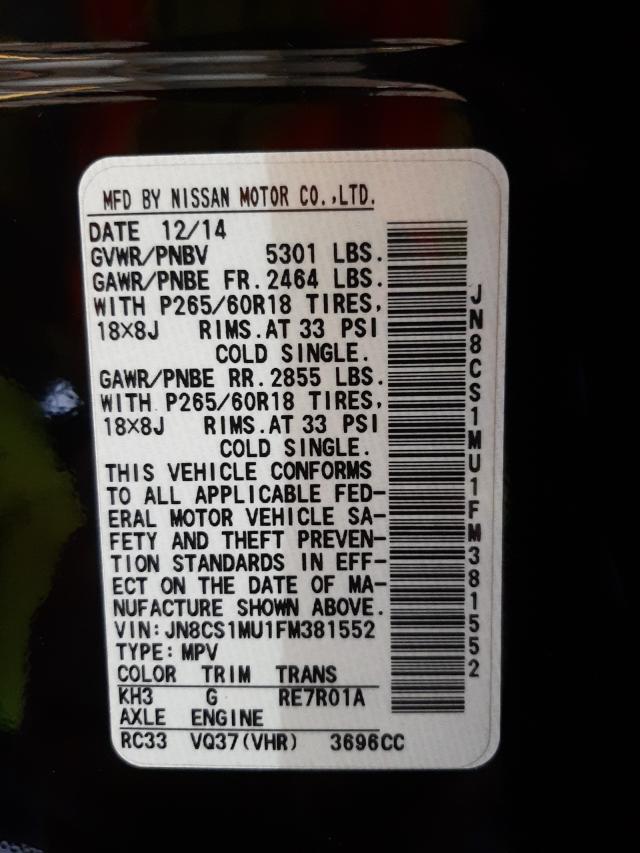 MFD BY NISSAN MOTOR CO.,LTD.
DATE 12/14
GVWR/PNBV 5301 LBS.
GAWR/PNBE FR.2464 LBS.
WITH P265/60R18 TIRES,
18×8J RIMS.AT 33 PSI
COLD SINGLE.
GAWR/PNBE RR.2855 LBS.
WITH P265/60R18 TIRES,
18×8J RIMS.AT 33 PSI
COLD SINGLE.
THIS VEHICLE CONFORMS
TO ALL APPLICABLE FED-
ERAL MOTOR VEHICLE SA-
FETY AND THEFT PREVEN-
TION STANDARDS IN EFF-
ECT ON THE DATE OF MA-
NUFACTURE SHOWN ABOVE.
VIN:JN8CS1MU1FM381552
TYPE:MPV
COLOR TRIM TRANS
KH3 G RE7R01A
AXLE ENGINE
RC33 VQ37(VHR) 3696CC
JN8CS1MU1FM381552